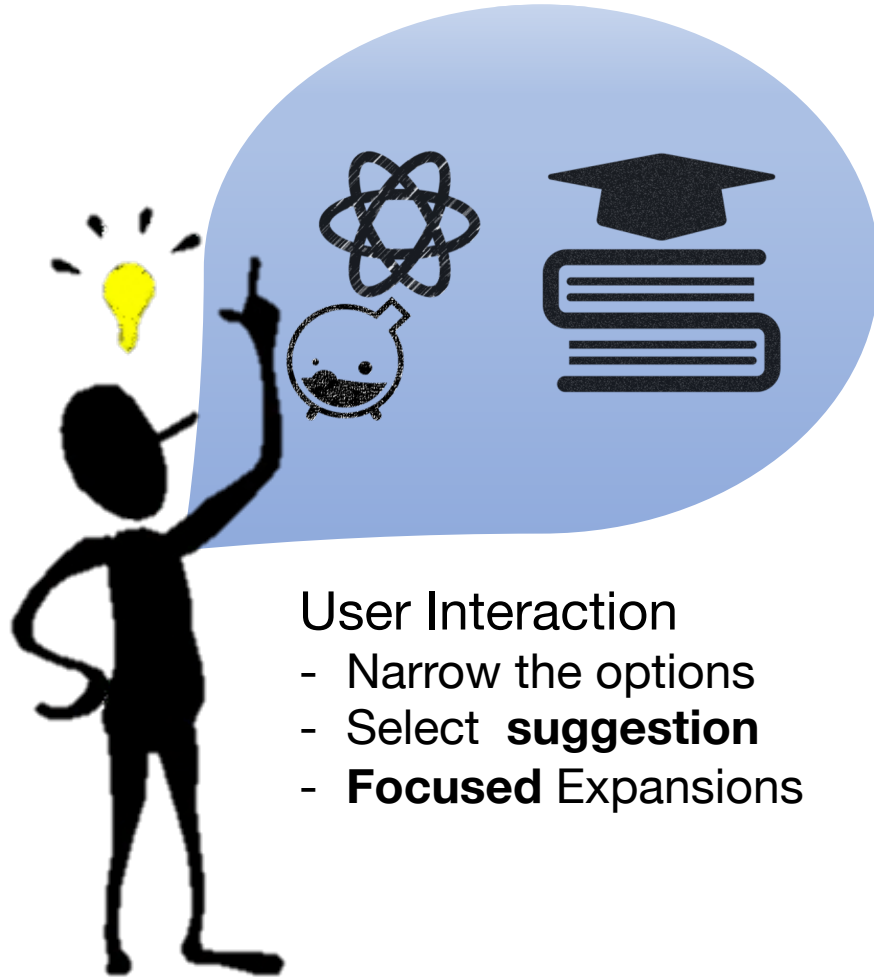 User Interaction
- Narrow the options
- Select suggestion
- Focused Expansions